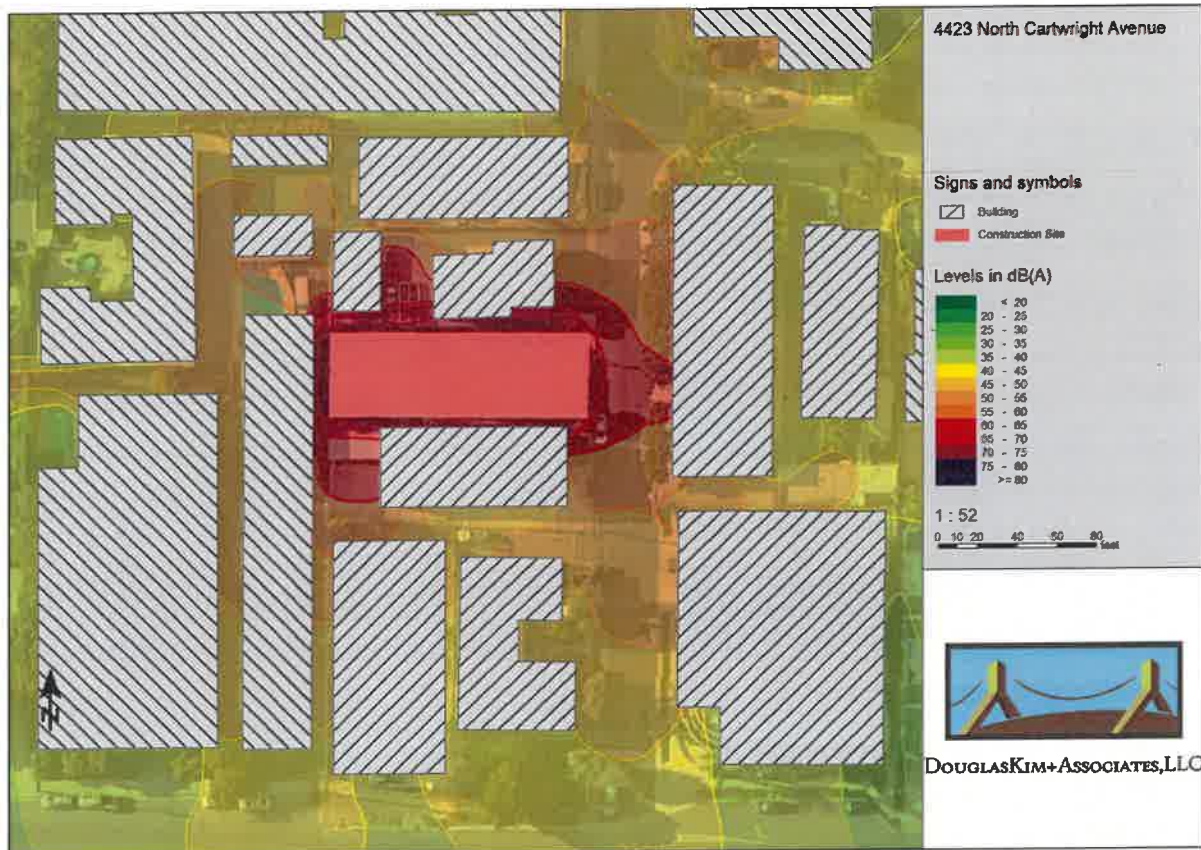 4423 North Cartwright Avenue
Signs and symbols
Building
Construction Site
Levels in dB(A)
< 20
20 - 25
25 - 30
30 - 35
35 - 40
40 - 45
45 - 50
50 - 55
55 - 60
60 - 65
65 - 70
70 - 75
75 - 80
>= 80
1 : 52
0 10 20 40 60 80
feet
N
DOUGLASKIM+ASSOCIATES,LLC